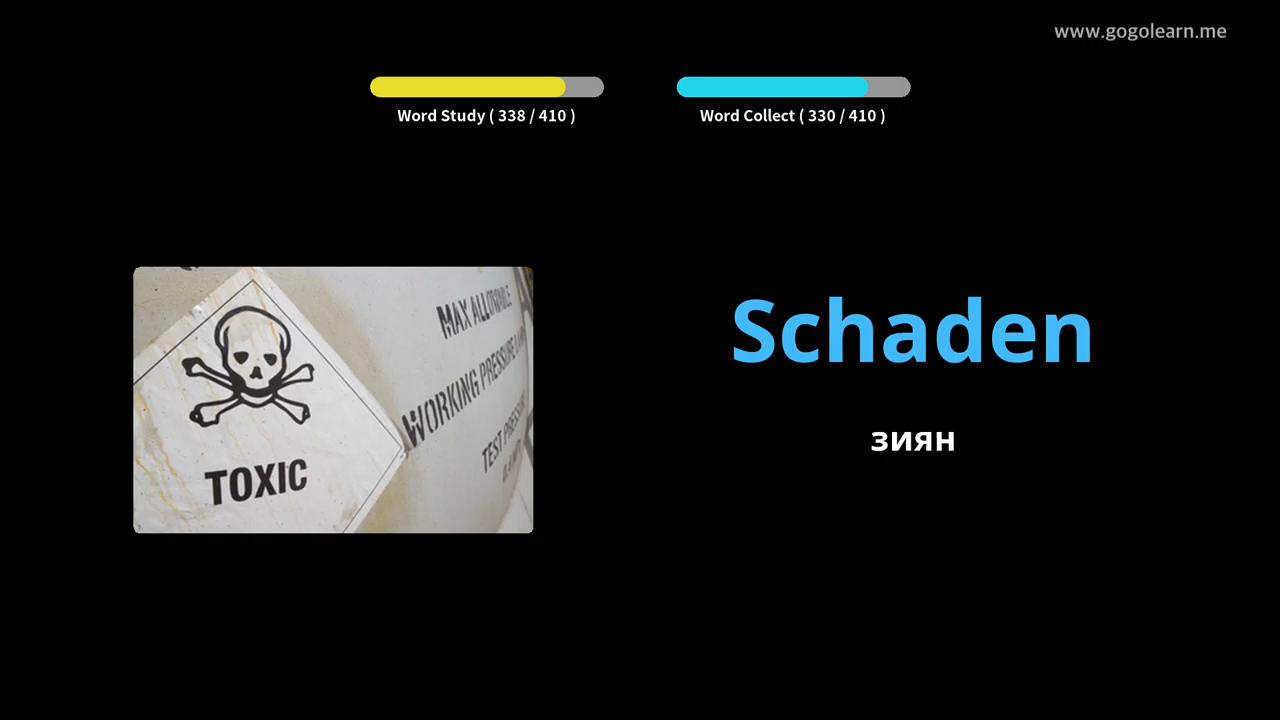 www.gogolearn.me
Word Study ( 338 / 410 )
Word Collect ( 330 / 410 )
MAX ALLOWABLE
WORKING PRESSURE
TEST PRESSURE
TOXIC
Schaden
зиян